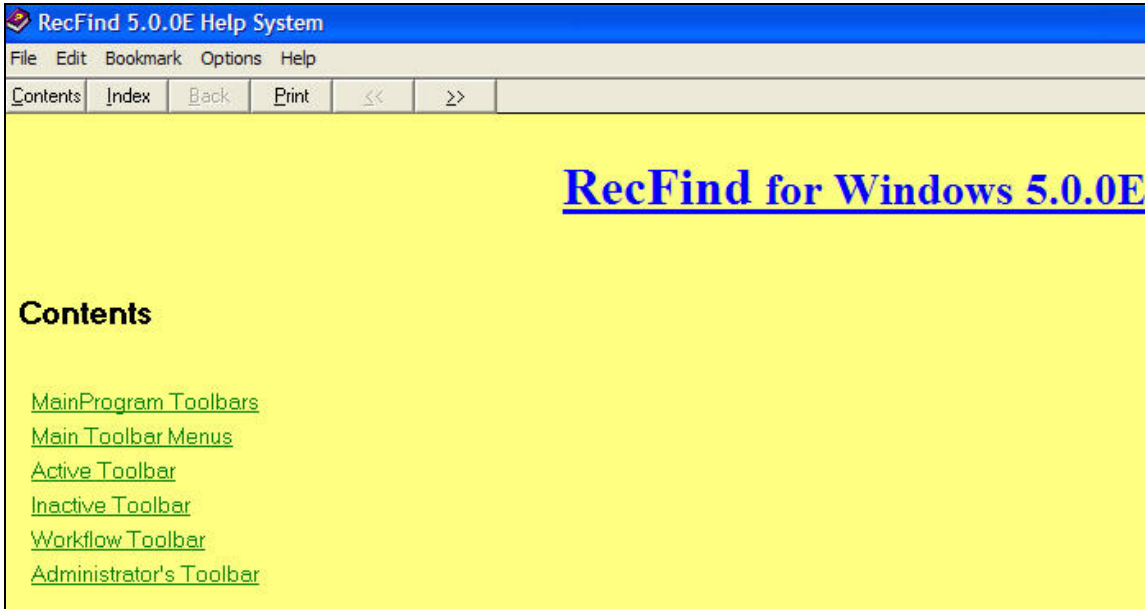 RecFind 5.0.0E Help System
File Edit Bookmark Options Help
Contents Index Back Print << >>
RecFind for Windows 5.0.0E
Contents
MainProgram Toolbars
Main Toolbar Menus
Active Toolbar
Inactive Toolbar
Workflow Toolbar
Administrator's Toolbar